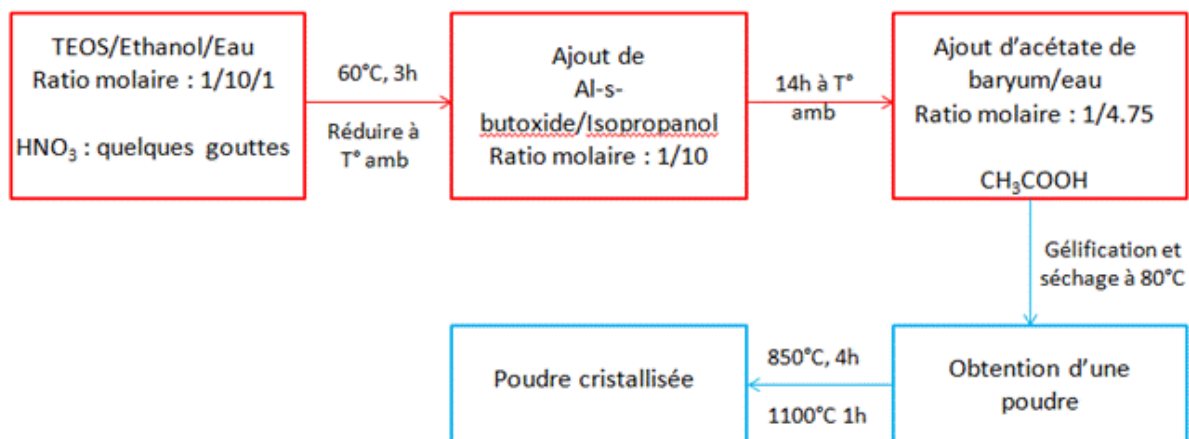 TEOS/Ethanol/Eau
Ratio molaire : 1/10/1
HNO₃ : quelques gouttes
60°C, 3h
Réduire à
T° amb
Ajout de
Al-s-
butoxide/Isopropanol
Ratio molaire : 1/10
14h à T°
amb
Ajout d’acétate de
baryum/eau
Ratio molaire : 1/4.75
CH₃COOH
Gélification et
séchage à 80°C
Obtention d’une
poudre
850°C, 4h
1100°C 1h
Poudre cristallisée